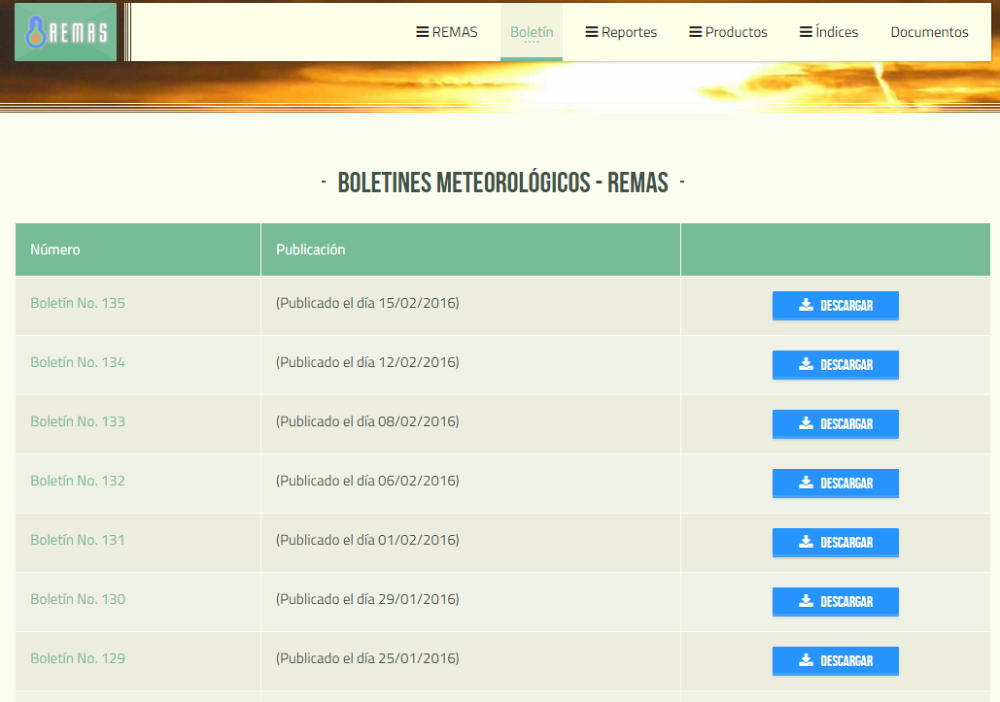 REMAS
REMAS Boletín Reportes Productos Índices Documentos
- BOLETINES METEOROLÓGICOS - REMAS -
Número Publicación
Boletín No. 135 (Publicado el día 15/02/2016) DESCARGAR
Boletín No. 134 (Publicado el día 12/02/2016) DESCARGAR
Boletín No. 133 (Publicado el día 08/02/2016) DESCARGAR
Boletín No. 132 (Publicado el día 06/02/2016) DESCARGAR
Boletín No. 131 (Publicado el día 01/02/2016) DESCARGAR
Boletín No. 130 (Publicado el día 29/01/2016) DESCARGAR
Boletín No. 129 (Publicado el día 25/01/2016) DESCARGAR